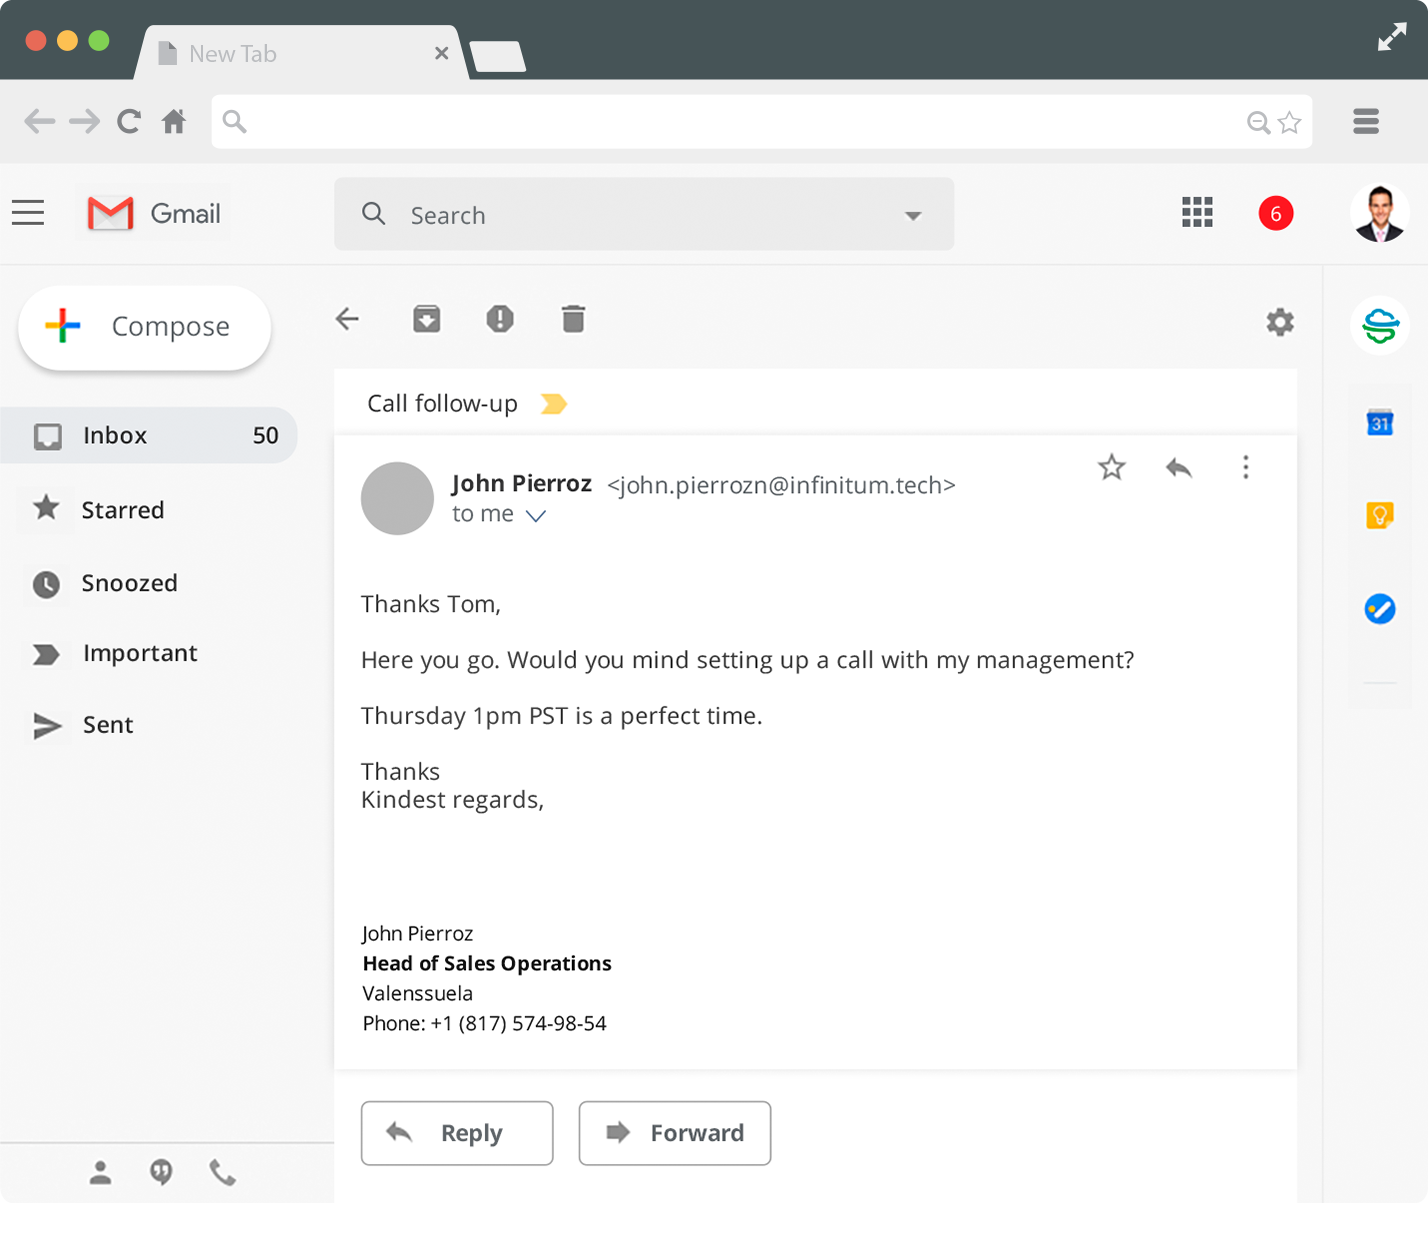 New Tab
Gmail
Search
6
Compose
Inbox 50
Starred
Snoozed
Important
Sent
Call follow-up
31
John Pierroz <john.pierrozn@infinitum.tech>
to me
Thanks Tom,
Here you go. Would you mind setting up a call with my management?
Thursday 1pm PST is a perfect time.
Thanks
Kindest regards,
John Pierroz
Head of Sales Operations
Valenssuela
Phone: +1 (817) 574-98-54
Reply
Forward